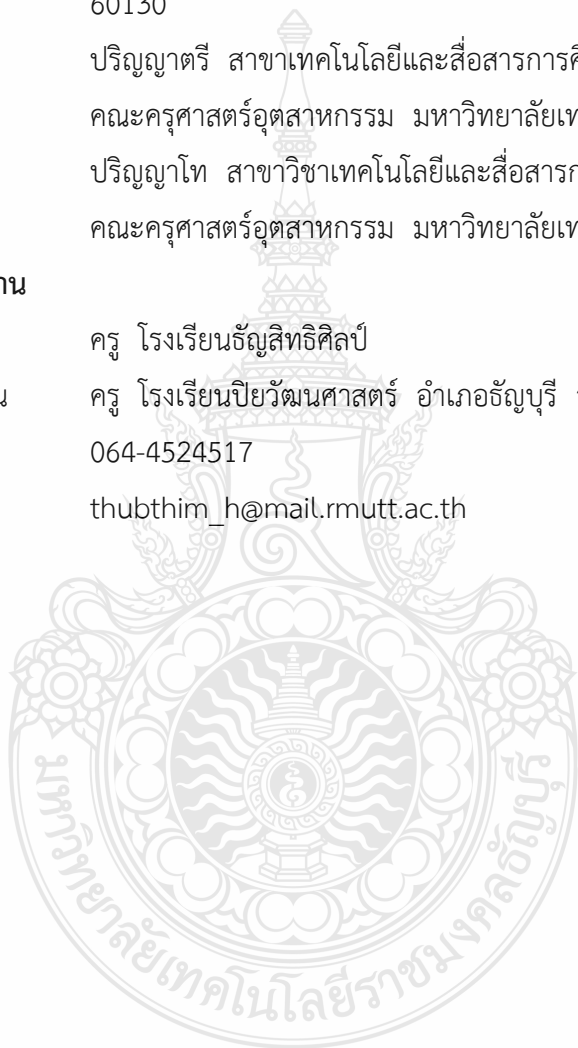 60130
ปริญญาตรี สาขาเทคโนโลยีและสื่อสารการ
คณะครุศาสตร์อุตสาหกรรม มหาวิทยาลัย
ปริญญาโท สาขาวิชาเทคโนโลยีและสื่อสาร
คณะครุศาสตร์อุตสาหกรรม มหาวิทยาลัย
ครู โรงเรียนธัญสิทธิศิลป์
ครู โรงเรียนปิยวัฒนศาสตร์ อำเภอธัญบุรี
064-4524517
thubthim_h@mail.rmutt.ac.th
มหาวิทยาลัยเทคโนโลยีราชมงคลธัญบุรี